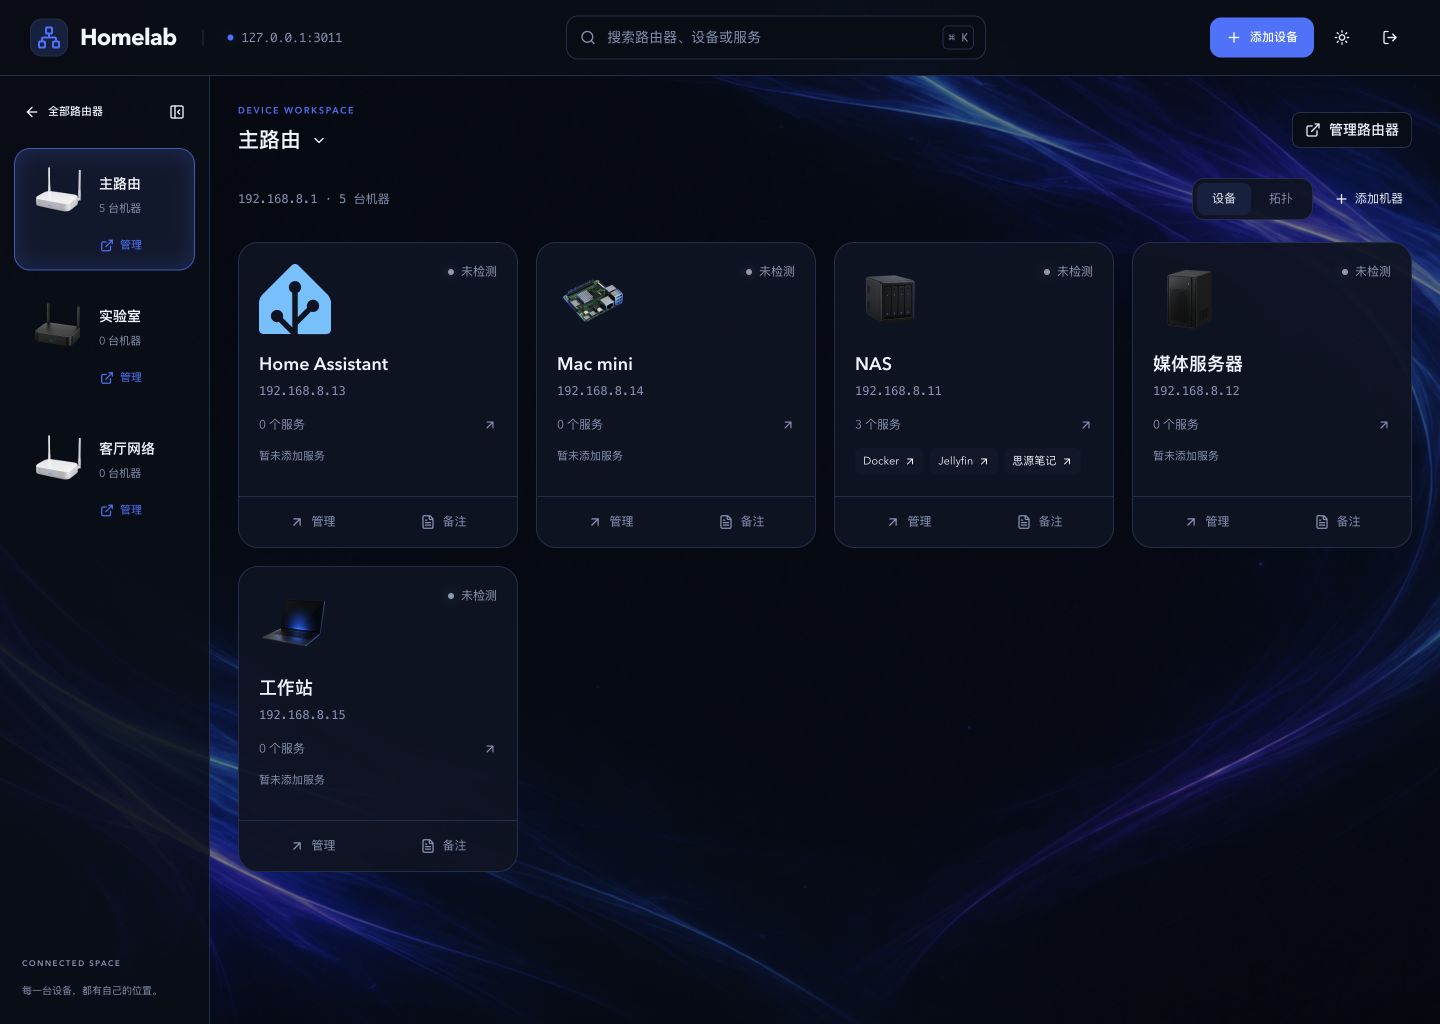 Homelab
127.0.0.1:3011
搜索路由器、设备或服务
⌘ K
添加设备
全部路由器
主路由
5 台机器
管理
实验室
0 台机器
管理
客厅网络
0 台机器
管理
CONNECTED SPACE
每一台设备，都有自己的位置。
DEVICE WORKSPACE
主路由
管理路由器
192.168.8.1 · 5 台机器
设备
拓扑
添加机器
未检测
Home Assistant
192.168.8.13
0 个服务
暂未添加服务
管理
备注
未检测
Mac mini
192.168.8.14
0 个服务
暂未添加服务
管理
备注
未检测
NAS
192.168.8.11
3 个服务
Docker
Jellyfin
思源笔记
管理
备注
未检测
媒体服务器
192.168.8.12
0 个服务
暂未添加服务
管理
备注
未检测
工作站
192.168.8.15
0 个服务
暂未添加服务
管理
备注